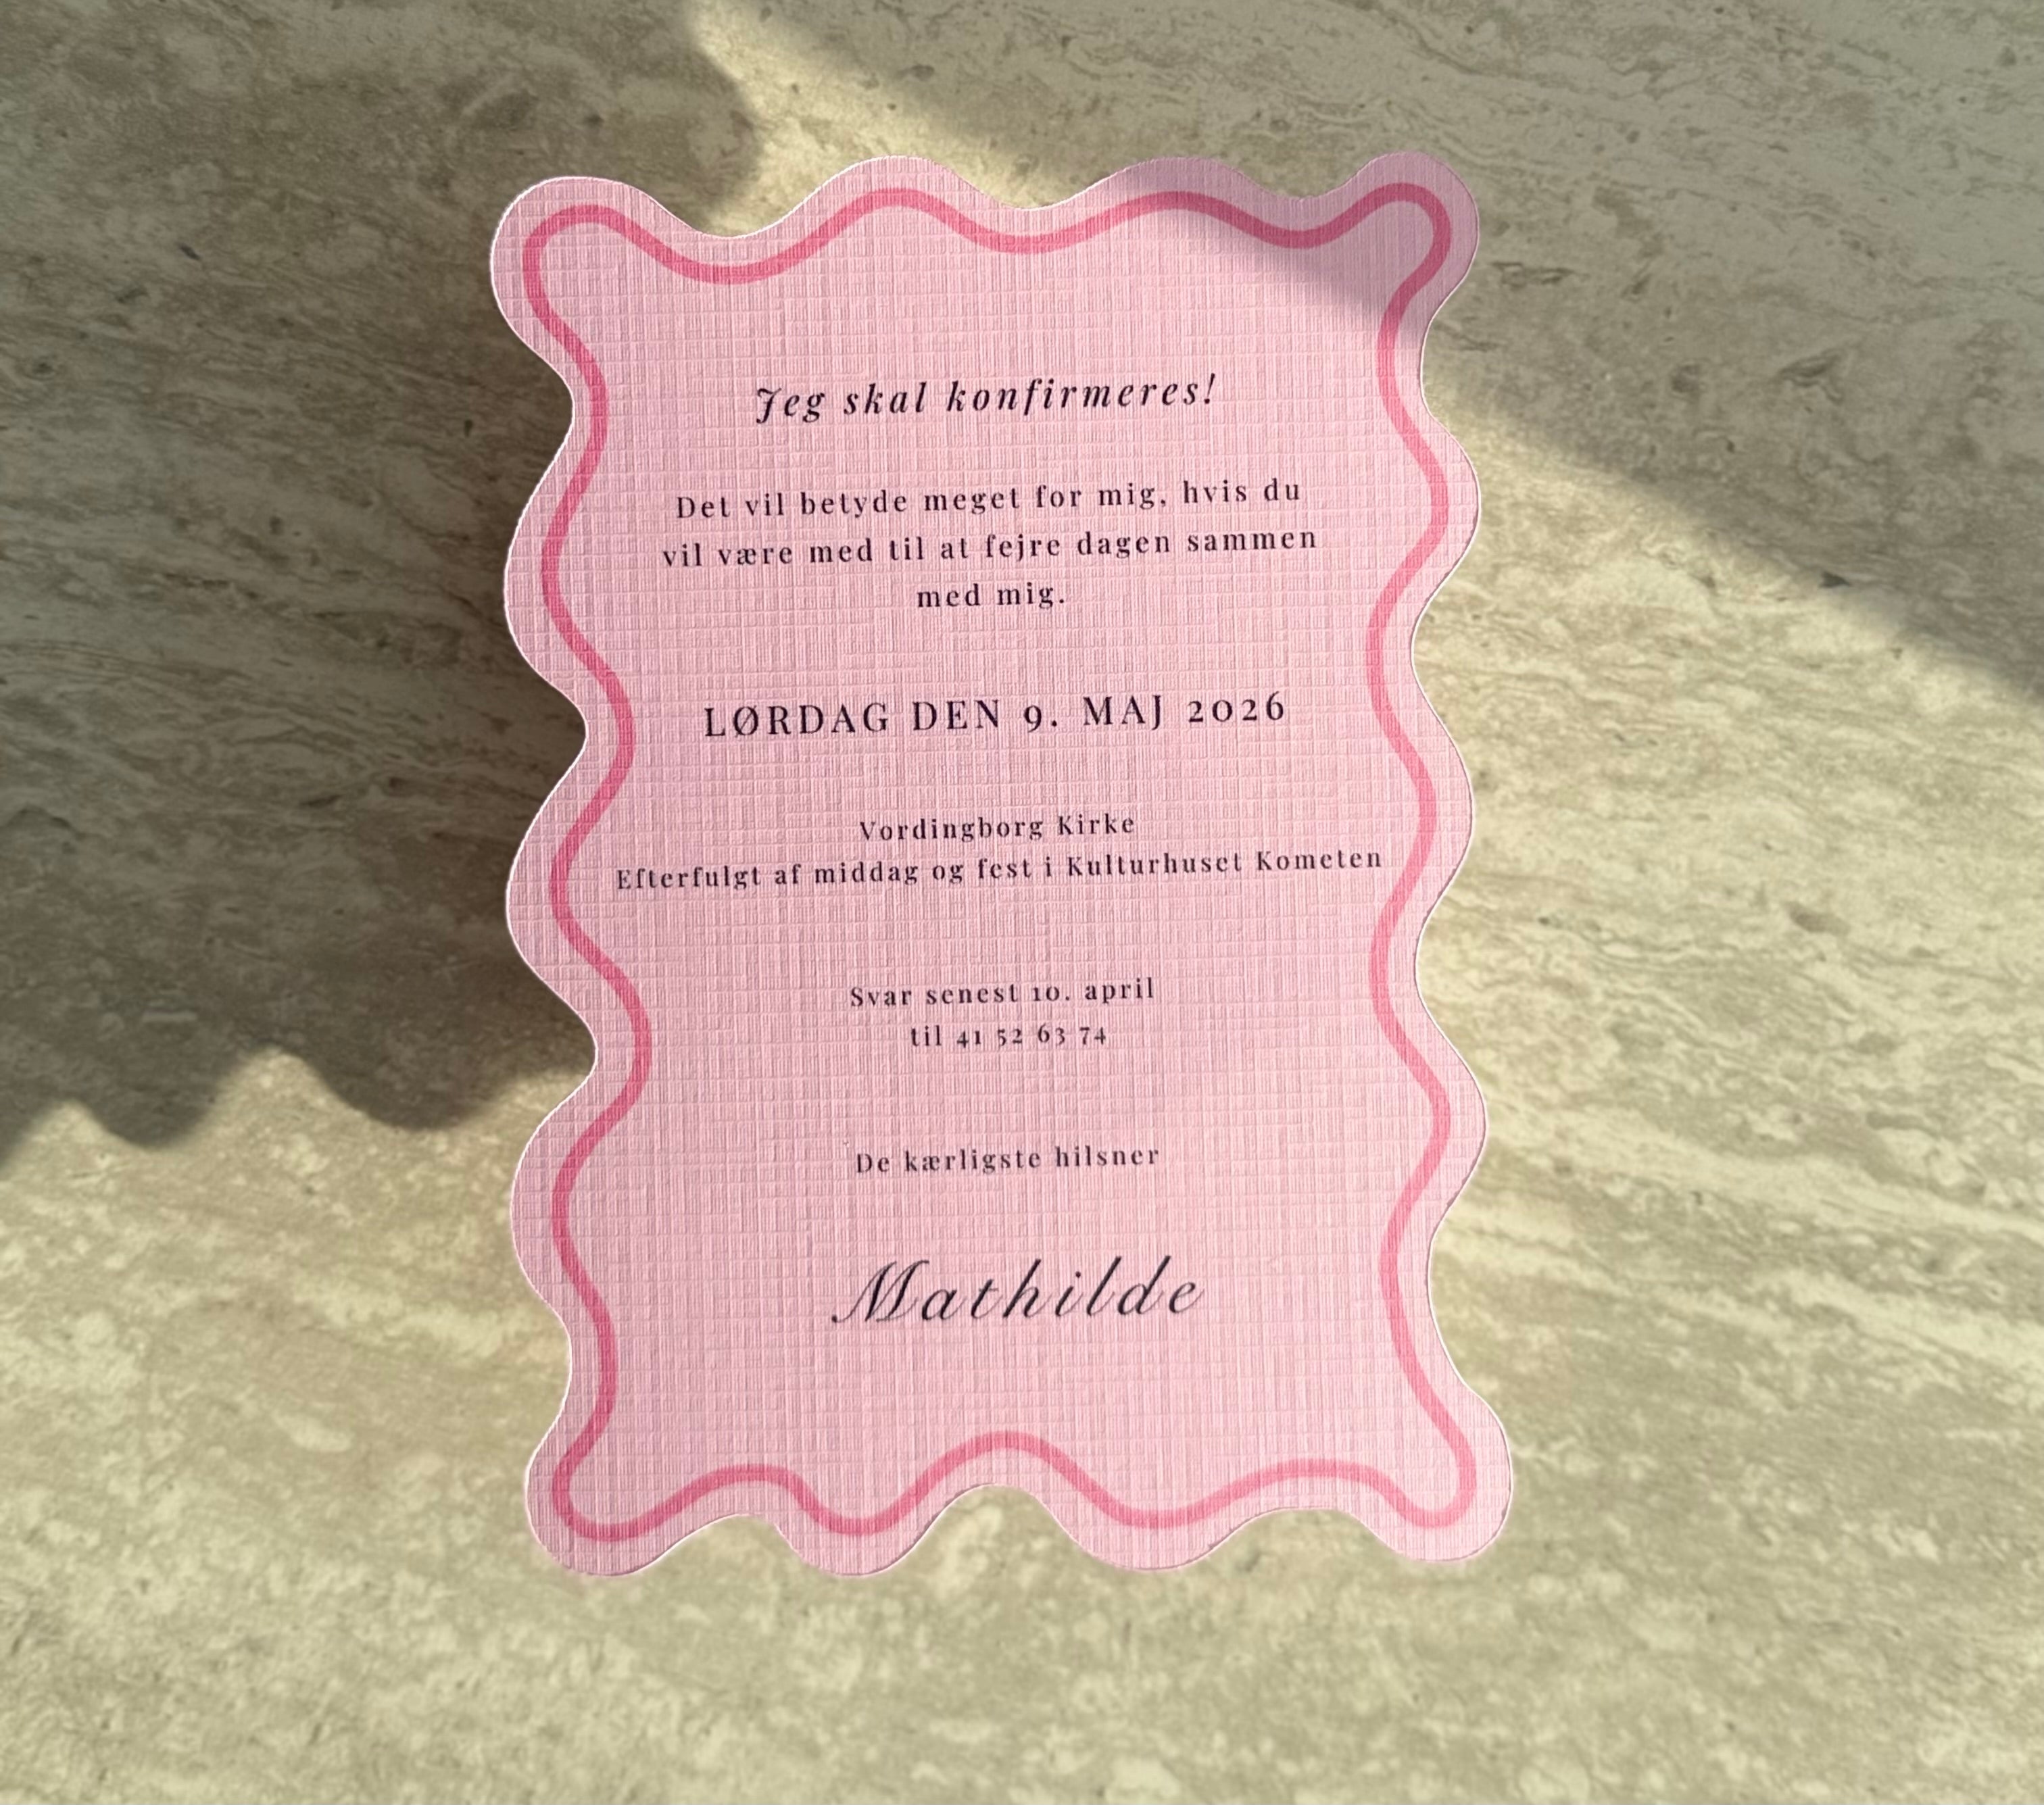 Jeg skal konfirmeres!
Det vil betyde meget for mig, hvis du
vil være med til at fejre dagen sammen
med mig.
LØRDAG DEN 9. MAJ 2026
Vordingborg Kirke
Efterfulgt af middag og fest i Kulturhuset Kometen
Svar senest 10. april
til 41 52 63 74
De kærligste hilsner
Mathilde